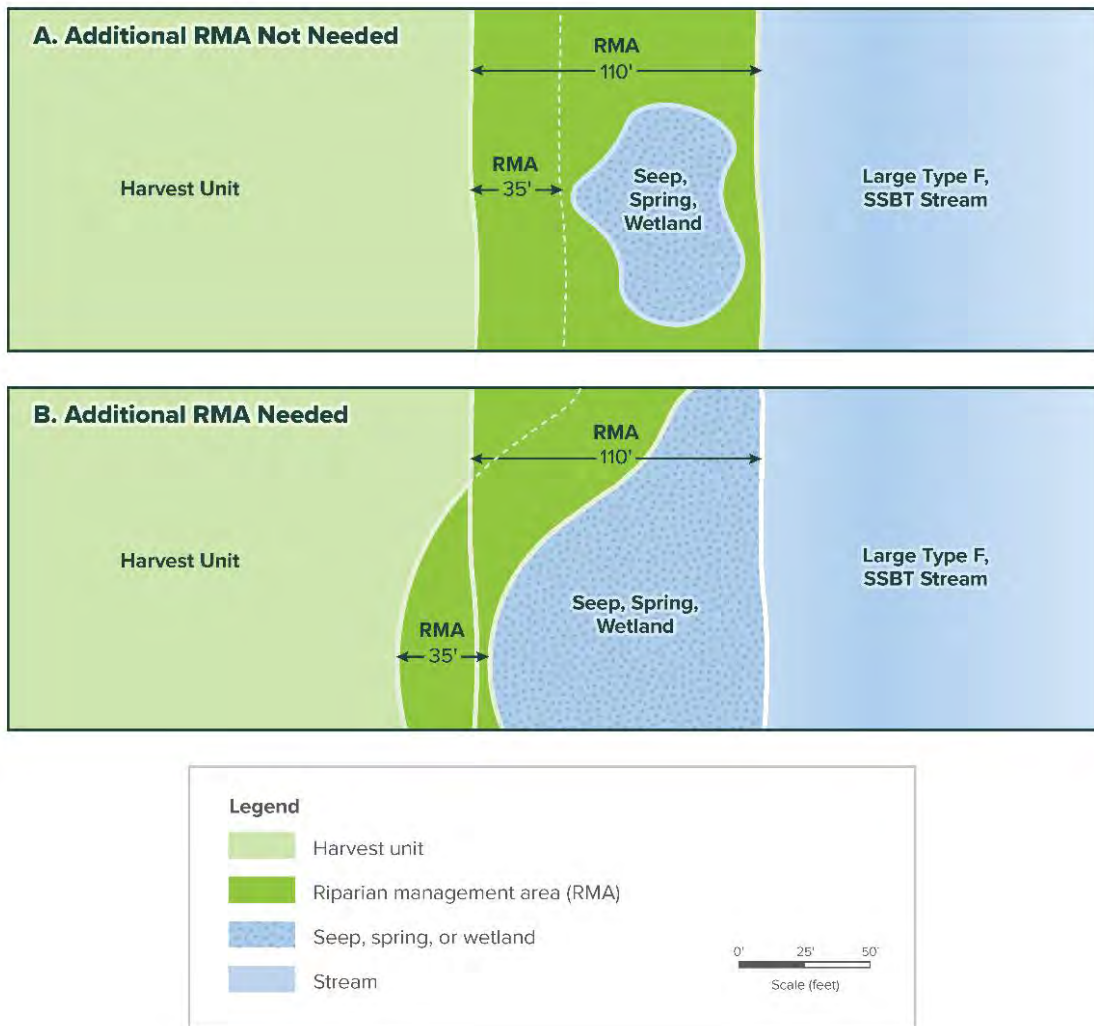 A. Additional RMA Not Needed
RMA
110'
RMA
35'
Harvest Unit
Seep,
Spring,
Wetland
Large Type F,
SSBT Stream
B. Additional RMA Needed
RMA
110'
Harvest Unit
Large Type F,
SSBT Stream
Seep, Spring,
Wetland
RMA
35'
Legend
Harvest unit
Riparian management area (RMA)
Seep, spring, or wetland
Stream
0' 25' 50'
Scale (feet)